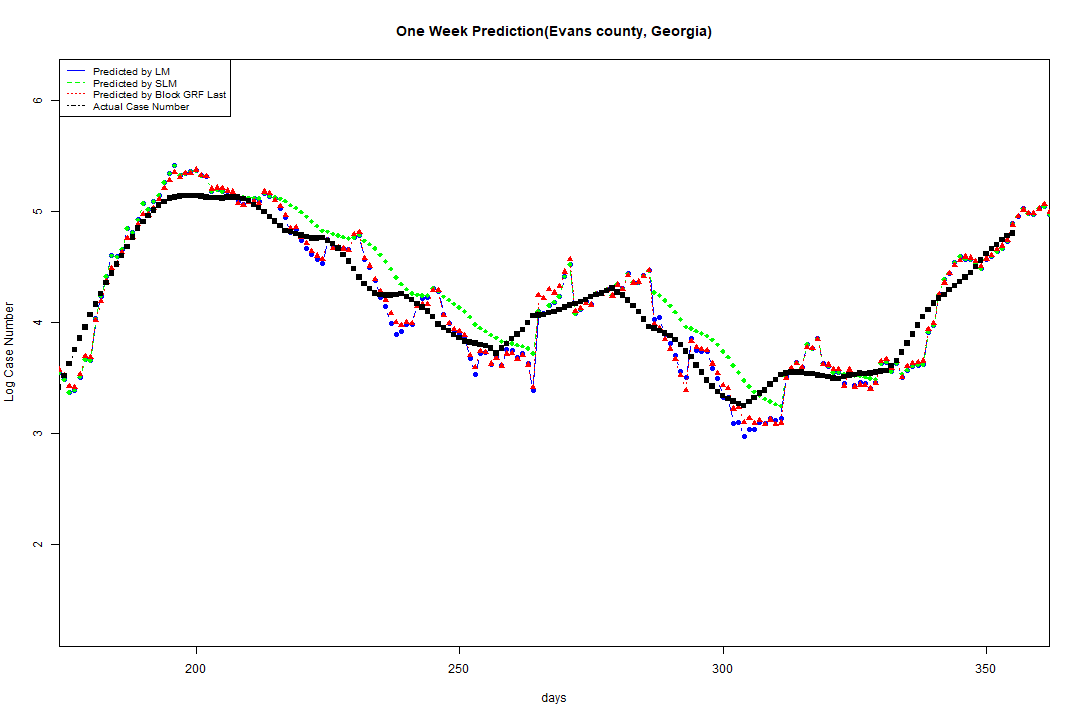 One Week Prediction(Evans county, Georgia)
Predicted by LM
Predicted by SLM
Predicted by Block GRF Last
Actual Case Number
6
5
4
3
2
Log Case Number
200 250 300 350
days